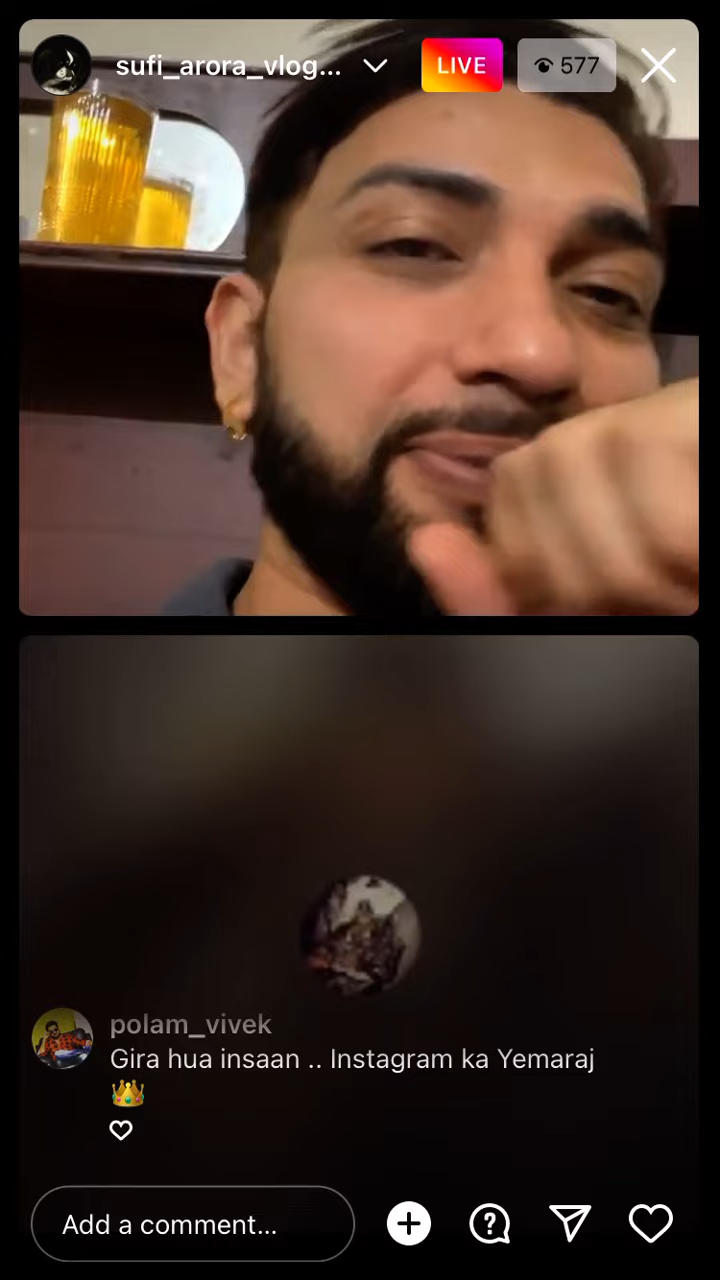 sufi_arora_vlog...
LIVE
577
polam_vivek
Gira hua insaan .. Instagram ka Yemaraj
👑
Add a comment...